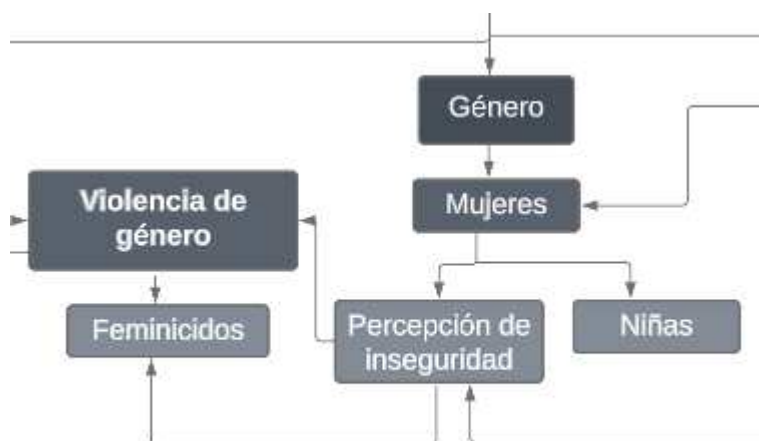 Género
Mujeres
Violencia de
género
Feminicidos
Percepción de
inseguridad
Niñas